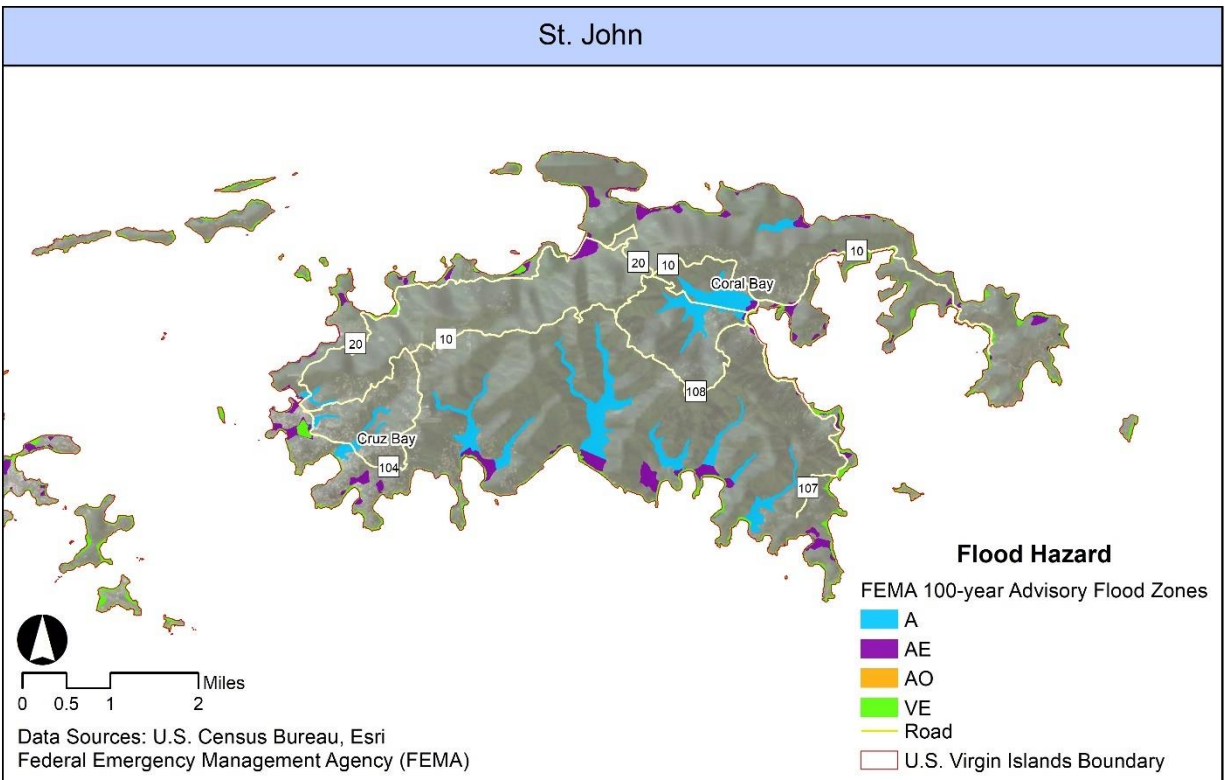 St. John
10
20
10
Coral Bay
20
10
108
Cruz Bay
104
107
Flood Hazard
FEMA 100-year Advisory Flood Zones
A
AE
AO
VE
Road
U.S. Virgin Islands Boundary
Miles
0 0.5 1 2
Data Sources: U.S. Census Bureau, Esri
Federal Emergency Management Agency (FEMA)